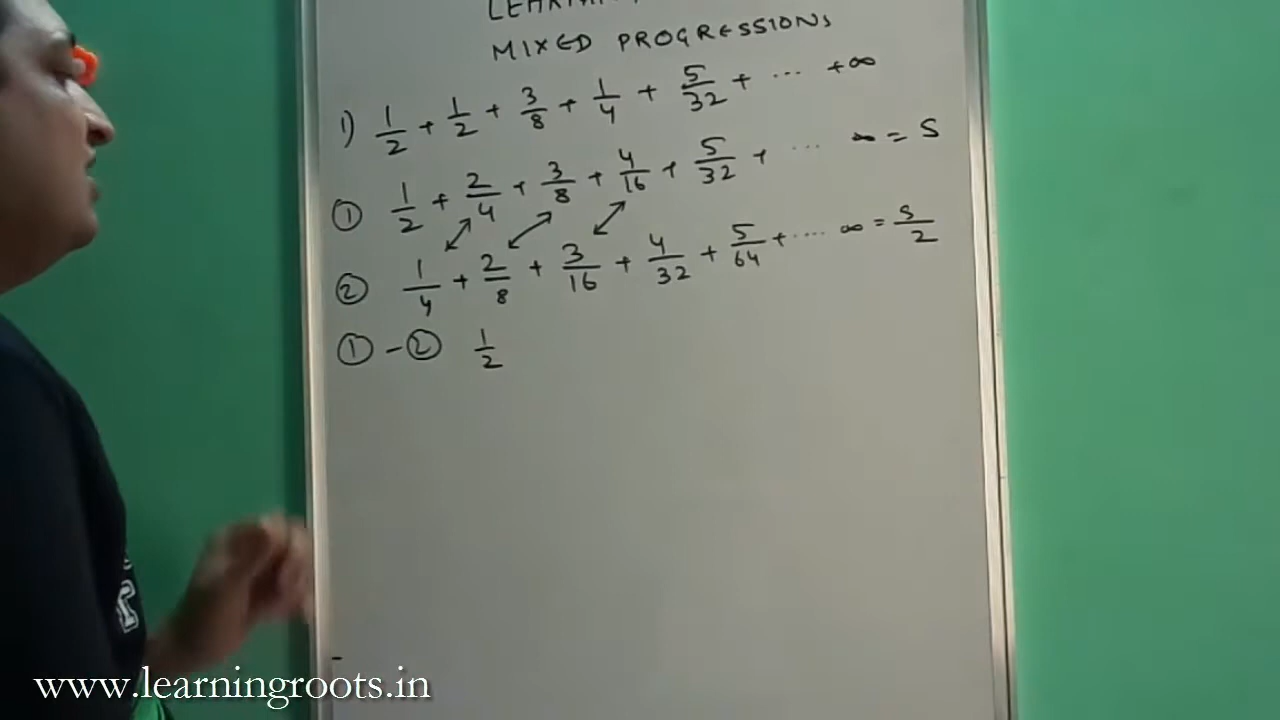 MIXED PROGRESSIONS
1) 1/2 + 1/2 + 3/8 + 1/4 + 5/32 + ... +∞
① 1/2 + 2/4 + 3/8 + 4/16 + 5/32 + ... ∞ = S
② 1/4 + 2/8 + 3/16 + 4/32 + 5/64 + .... ∞ = S/2
① - ② 1/2
www.learningroots.in